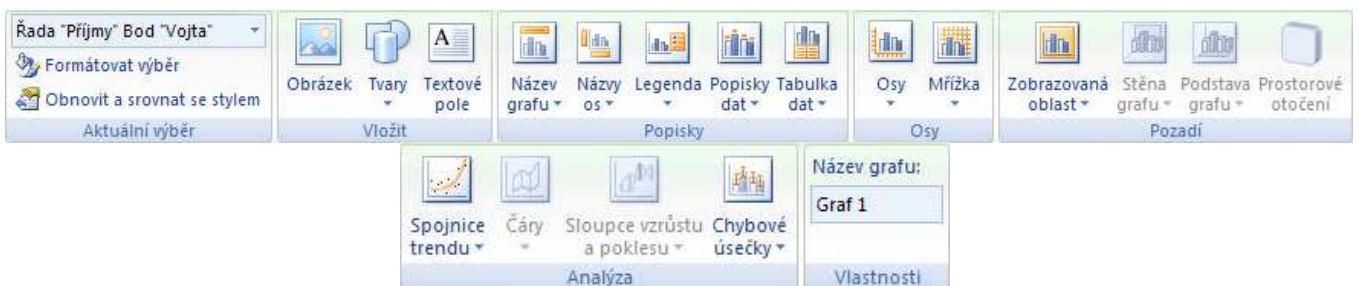 Řada "Příjmy" Bod "Vojta"
Formátovat výběr
Obnovit a srovnat se stylem
Aktuální výběr
Obrázek
Tvary
Textové
pole
Vložit
Název
grafu
Názvy
os
Legenda
Popisky
dat
Tabulka
dat
Popisky
Osy
Mřížka
Osy
Zobrazovaná
oblast
Stěna
grafu
Podstava
grafu
Prostorové
otočení
Pozadí
Spojnice
trendu
Čáry
Sloupce vzrůstu
a poklesu
Chybové
úsečky
Analýza
Název grafu:
Graf 1
Vlastnosti